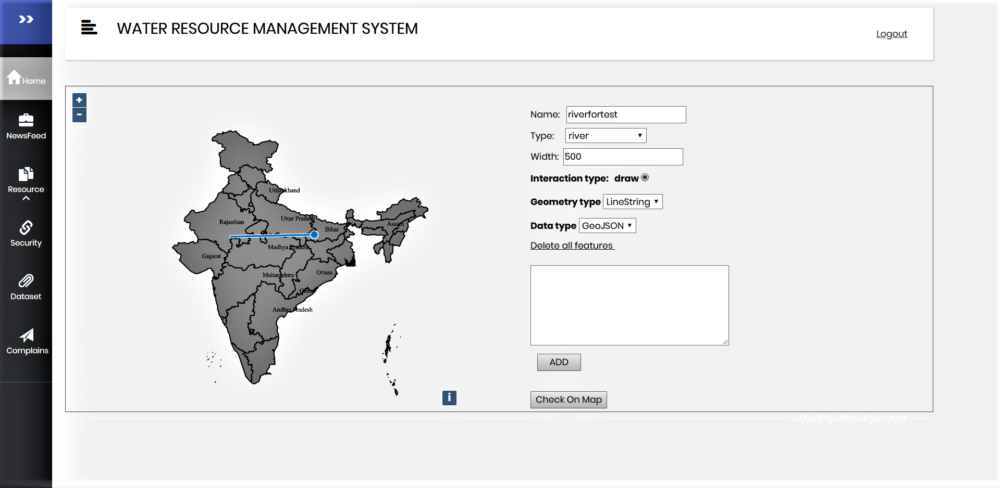 WATER RESOURCE MANAGEMENT SYSTEM
Logout
Home
NewsFeed
Resource
Security
Dataset
Complains
+
-
Uttarakhand
Uttar Pradesh
Rajasthan
Bihar
Assam
Madhya Pradesh
Gujarat
Maharashtra
Orissa
Orissa
Andhra Pradesh
i
Name: riverfortest
Type: river
Width: 500
Interaction type: draw
Geometry type LineString
Data type GeoJSON
Delete all features
ADD
Check On Map
sdjfjkdjfkjsdfkjsdkfjskdjkdjf